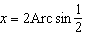 x = 2Arc sin 1/2